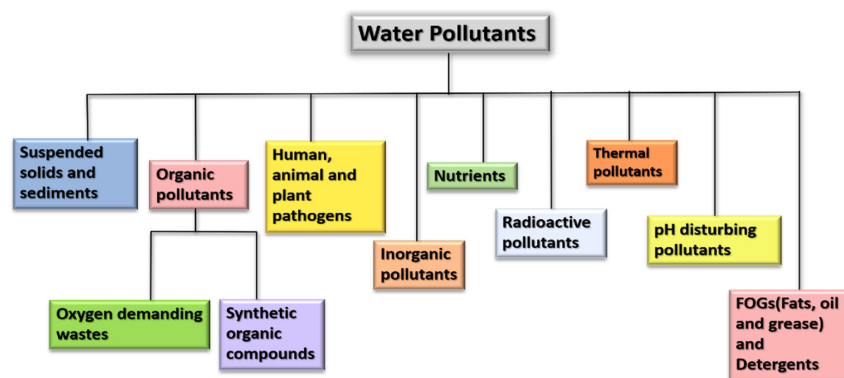 Water Pollutants
Suspended
solids and
sediments
Organic
pollutants
Human,
animal and
plant
pathogens
Inorganic
pollutants
Nutrients
Radioactive
pollutants
Thermal
pollutants
pH disturbing
pollutants
FOGs(Fats, oil
and grease)
and
Detergents
Oxygen demanding
wastes
Synthetic
organic
compounds